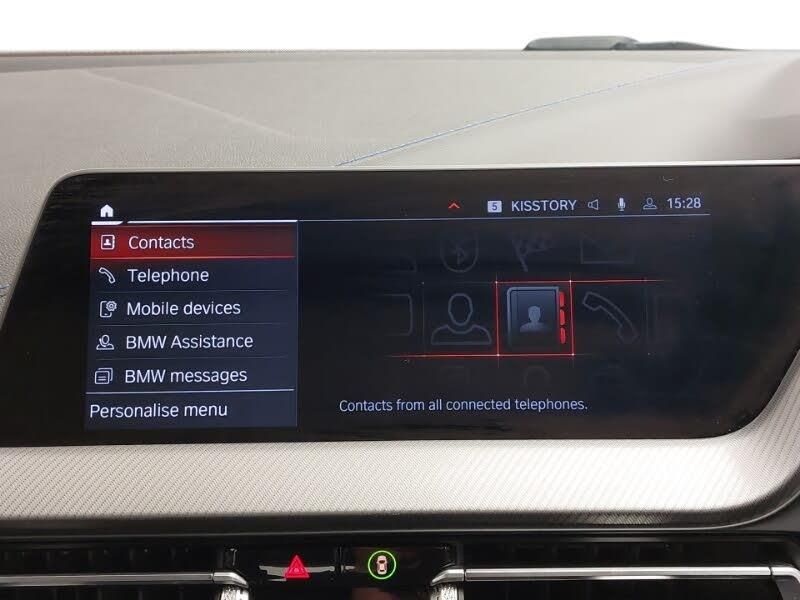 5 KISSTORY 15:28
Contacts
Telephone
Mobile devices
BMW Assistance
BMW messages
Personalise menu
Contacts from all connected telephones.